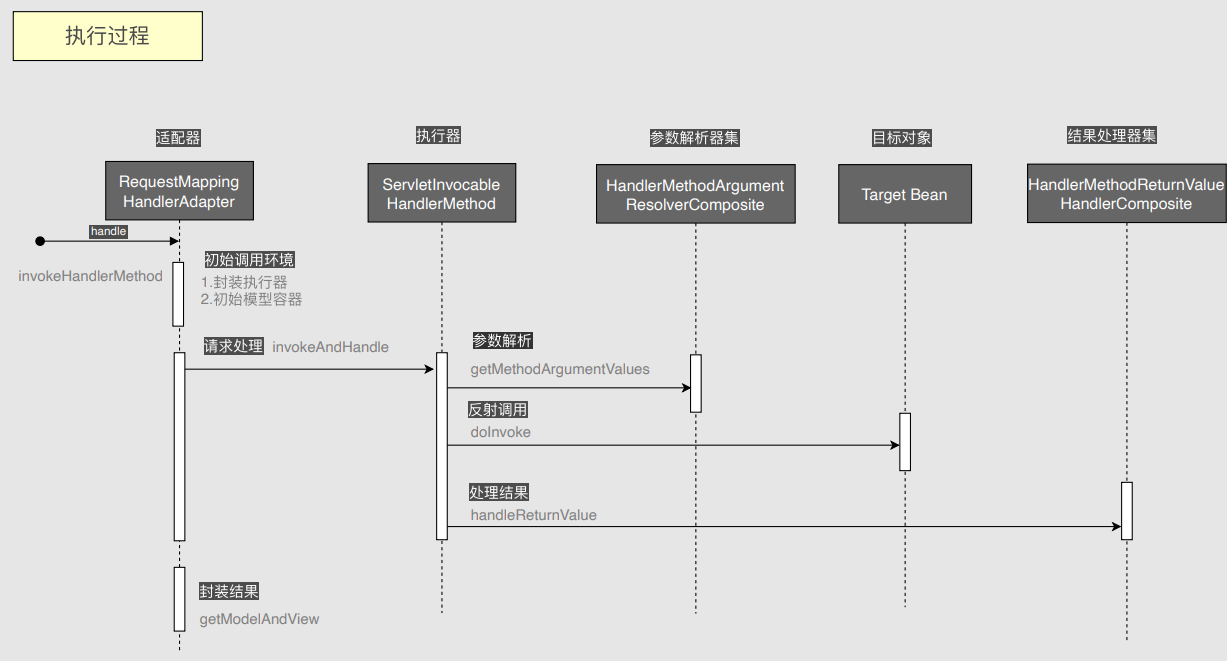 执行过程
适配器
执行器
参数解析器集
目标对象
结果处理器集
RequestMapping
HandlerAdapter
ServletInvocable
HandlerMethod
HandlerMethodArgument
ResolverComposite
Target Bean
HandlerMethodReturnValue
HandlerComposite
handle
invokeHandlerMethod
初始调用环境
1.封装执行器
2.初始模型容器
请求处理 invokeAndHandle
参数解析
getMethodArgumentValues
反射调用
doInvoke
处理结果
handleReturnValue
封装结果
getModelAndView